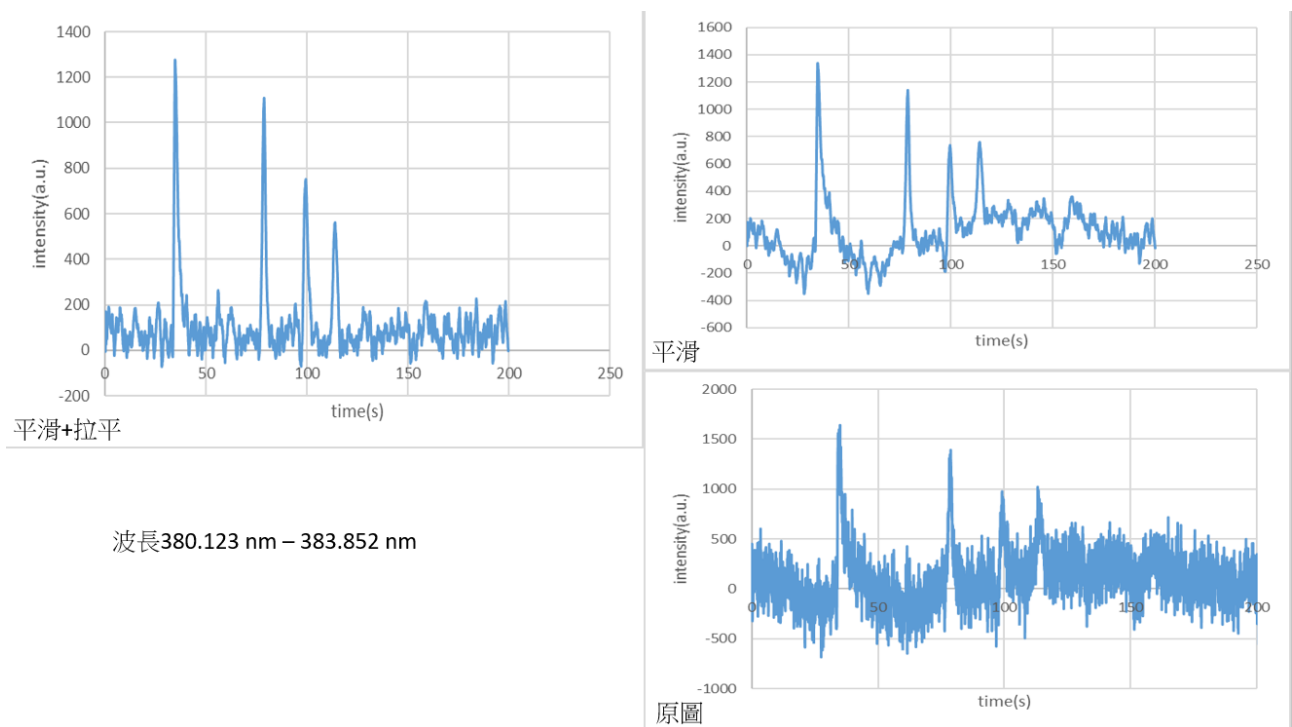 1400
1200
1000
800
600
400
200
0
-200
0 50 100 150 200 250
intensity(a.u.)
time(s)
平滑+拉平
1600
1400
1200
1000
800
600
400
200
0
-200
-400
-600
0 50 100 150 200 250
intensity(a.u.)
time(s)
平滑
波長380.123 nm – 383.852 nm
2000
1500
1000
500
0
-500
-1000
0 50 100 150 200
intensity(a.u.)
time(s)
原圖